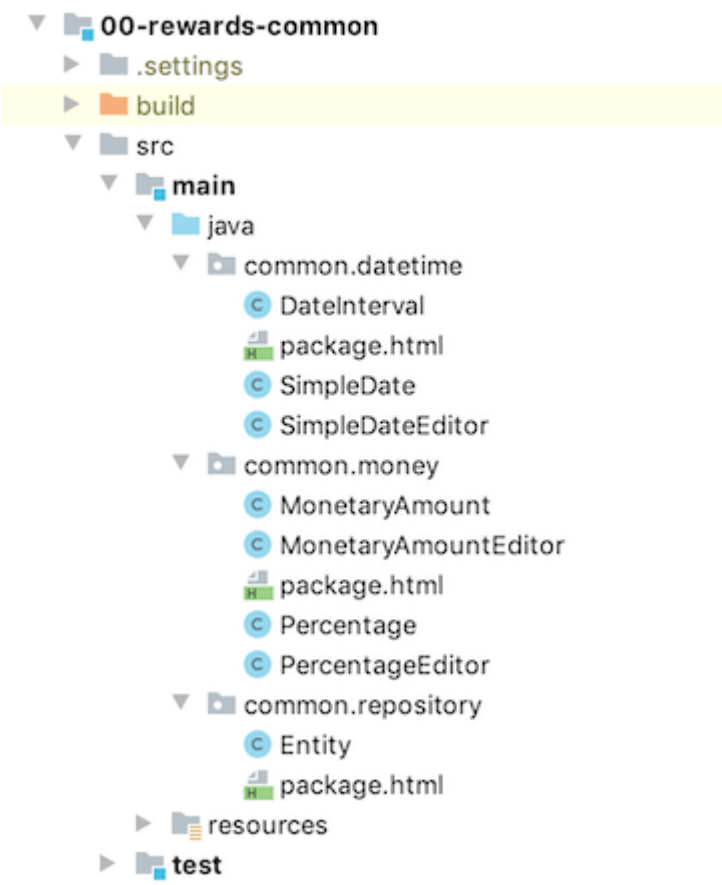 00-rewards-common
.settings
build
src
main
java
common.datetime
C DateInterval
H package.html
C SimpleDate
C SimpleDateEditor
common.money
C MonetaryAmount
C MonetaryAmountEditor
H package.html
C Percentage
C PercentageEditor
common.repository
C Entity
H package.html
resources
test